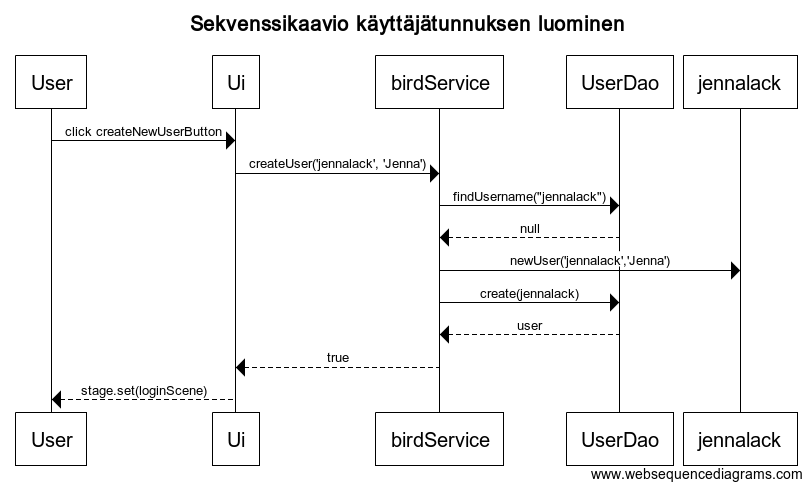 Sekvenssikaavio käyttäjätunnuksen luominen
User Ui birdService UserDao jennalack
click createNewUserButton
createUser('jennalack', 'Jenna')
findUsername("jennalack")
null
newUser('jennalack','Jenna')
create(jennalack)
user
true
stage.set(loginScene)
User Ui birdService UserDao jennalack
www.websequencediagrams.com